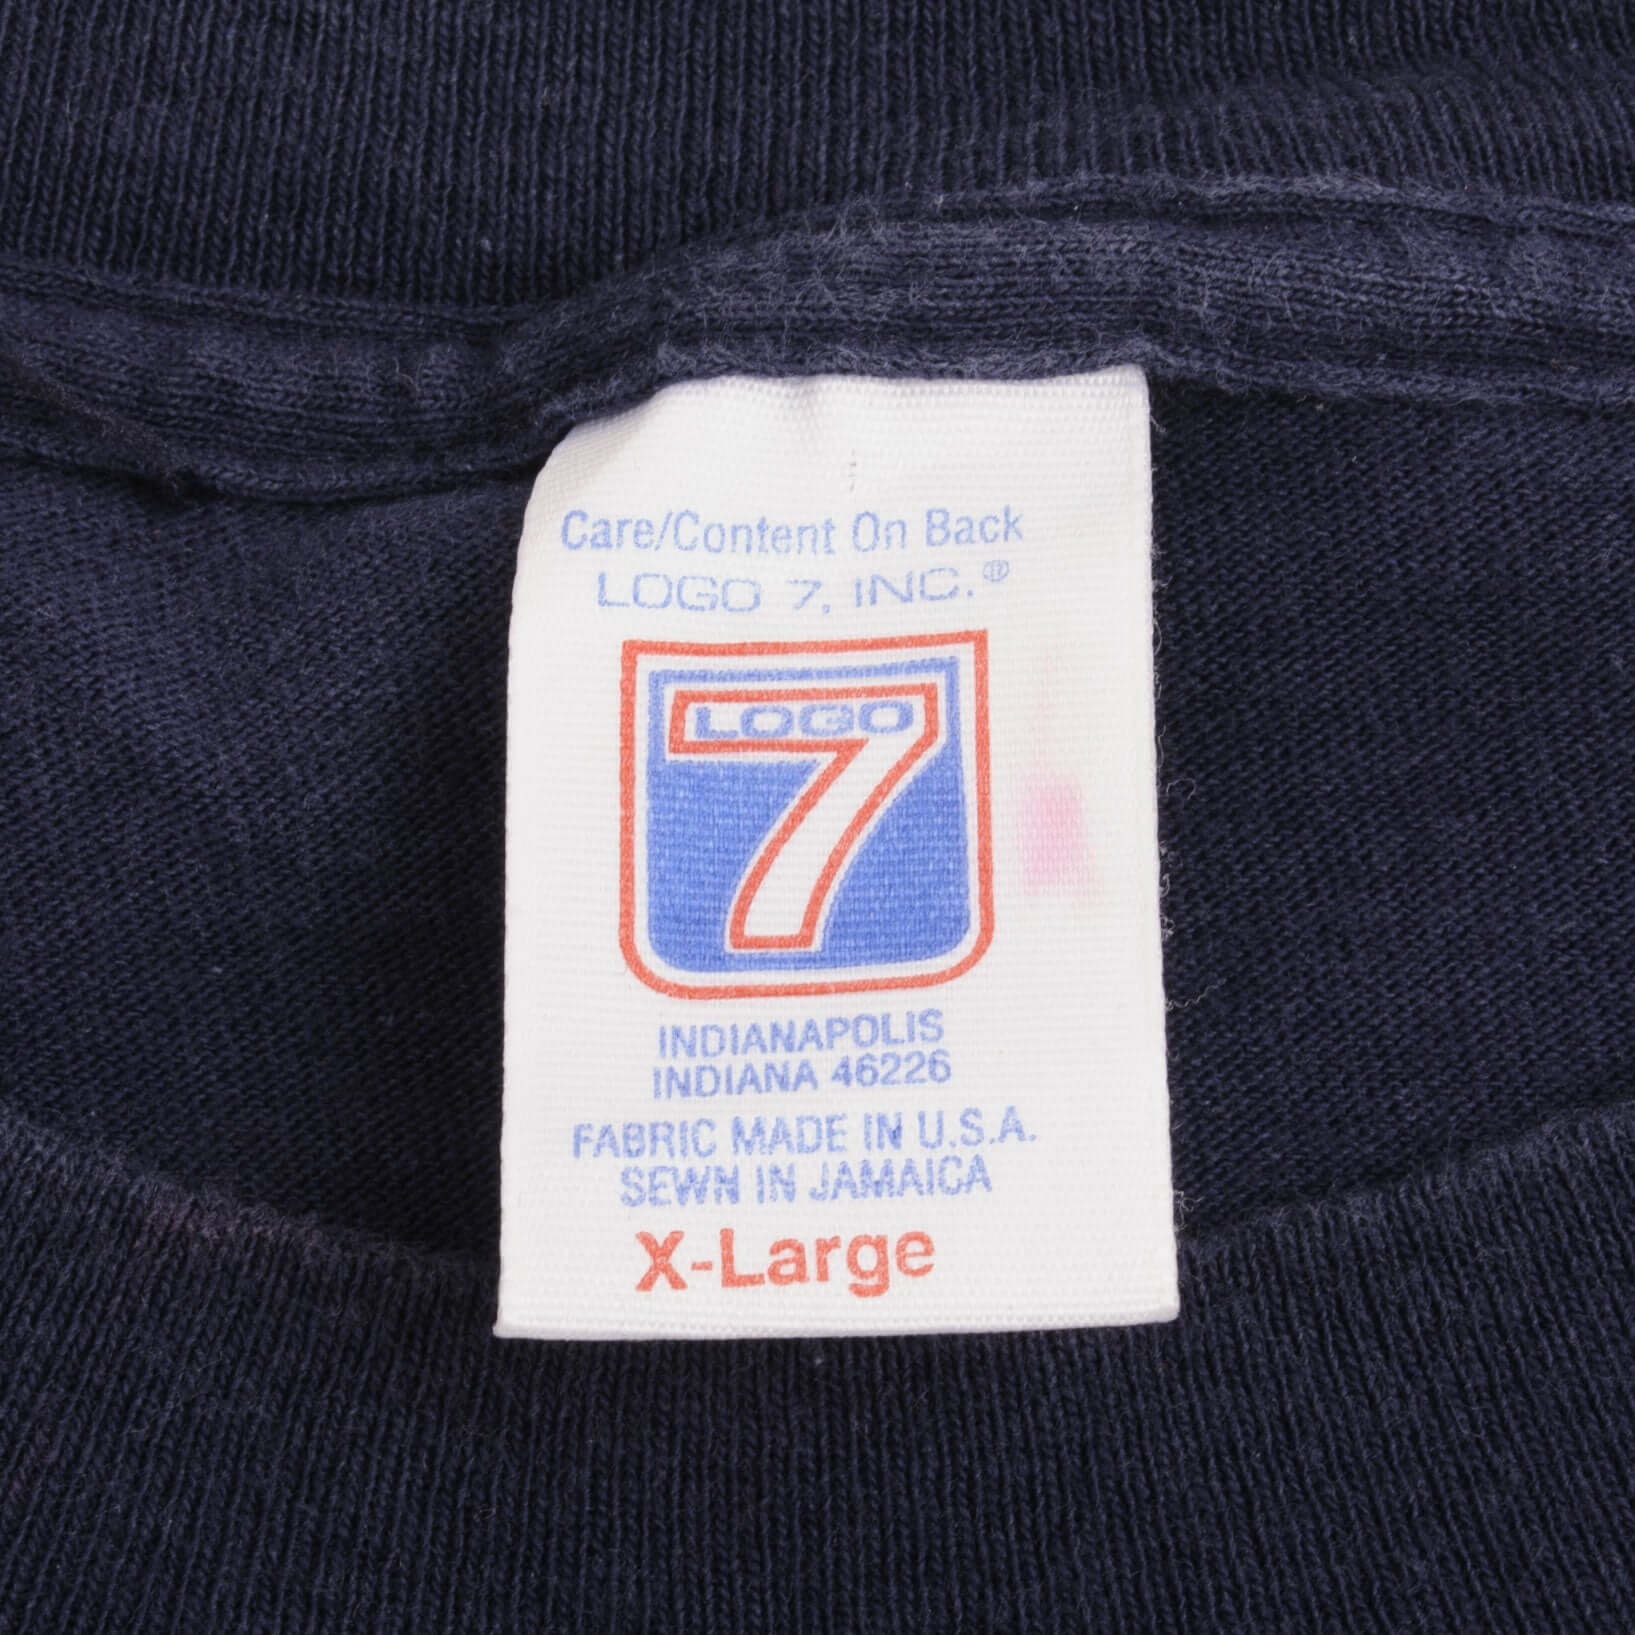 Care/Content On Back
LOGO 7, INC.®
LOGO
7
INDIANAPOLIS
INDIANA 46226
FABRIC MADE IN U.S.A.
SEWN IN JAMAICA
X-Large